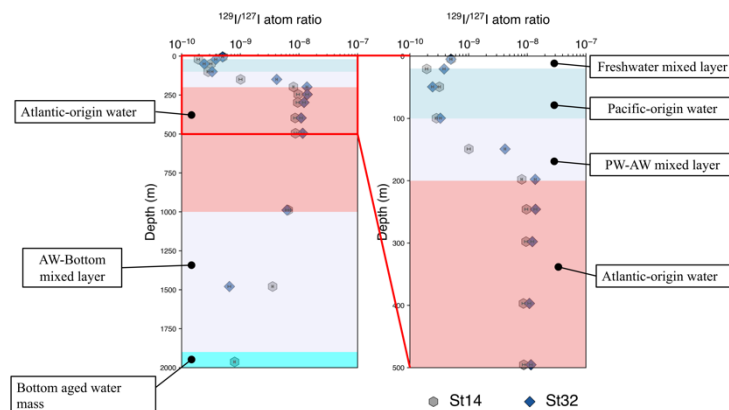 ¹²⁹I/¹²⁷I atom ratio
10⁻¹⁰ 10⁻⁹ 10⁻⁸ 10⁻⁷
0
250
500
750
1000
1250
1500
1750
2000
Depth (m)
Atlantic-origin water
AW-Bottom
mixed layer
Bottom aged water
mass
¹²⁹I/¹²⁷I atom ratio
10⁻¹⁰ 10⁻⁹ 10⁻⁸ 10⁻⁷
0
100
200
300
400
500
Depth (m)
Freshwater mixed layer
Pacific-origin water
PW-AW mixed layer
Atlantic-origin water
St14 St32